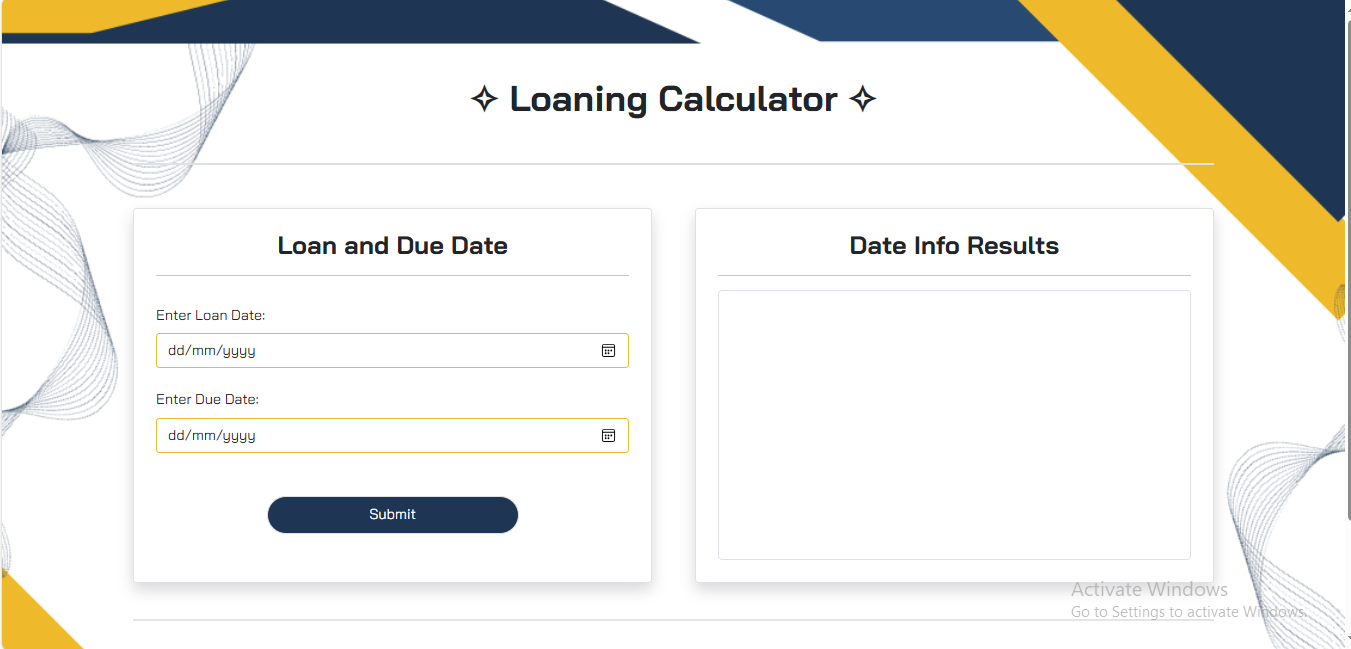 ✧ Loaning Calculator ✧
Loan and Due Date
Enter Loan Date:
dd/mm/yyyy
Enter Due Date:
dd/mm/yyyy
Submit
Date Info Results
Activate Windows
Go to Settings to activate Windows.